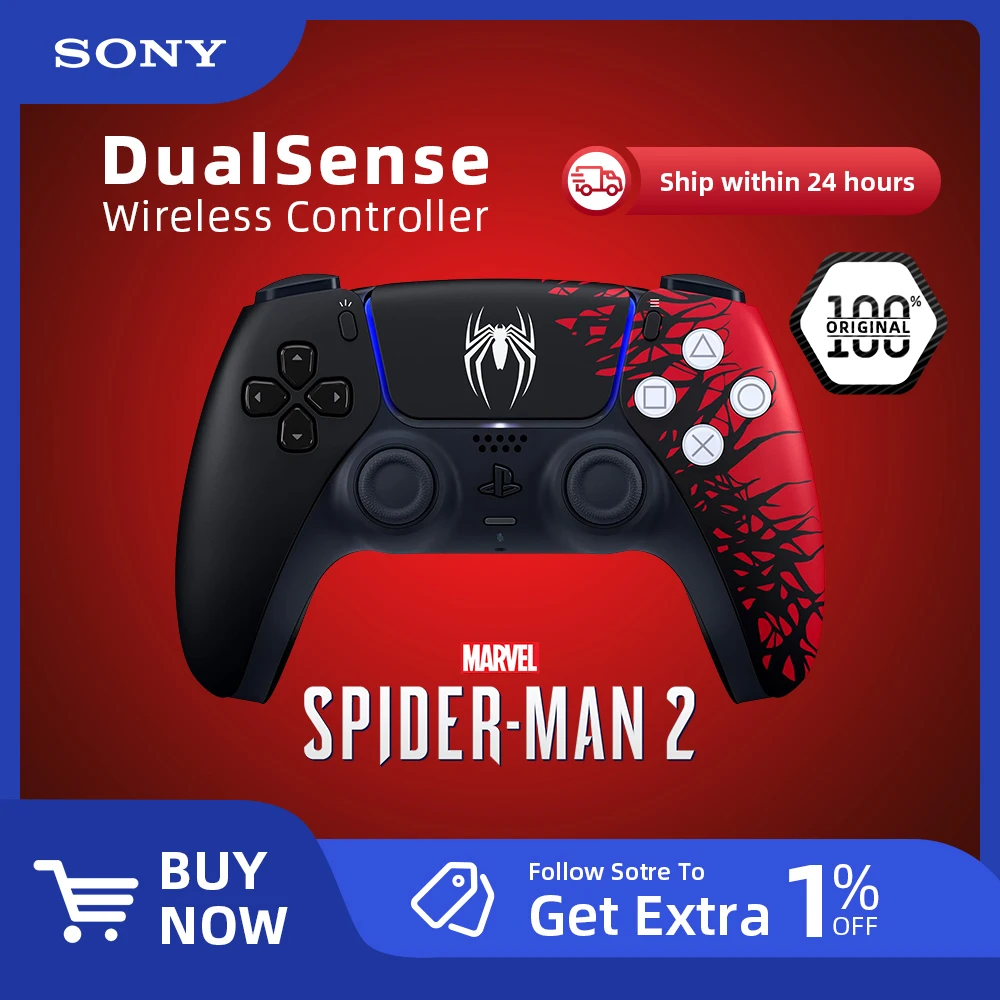 SONY
DualSense
Wireless Controller
Ship within 24 hours
100%
ORIGINAL
MARVEL
SPIDER-MAN 2
BUY
NOW
Follow Sotre To
Get Extra
1%
OFF